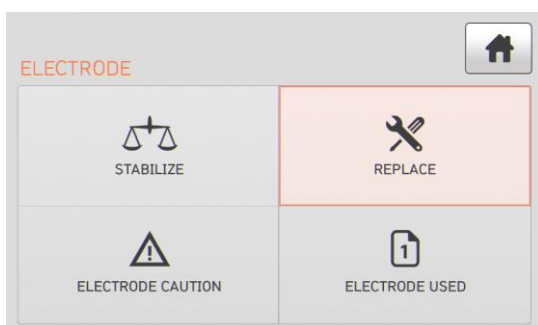 ELECTRODE
STABILIZE
REPLACE
ELECTRODE CAUTION
1
ELECTRODE USED